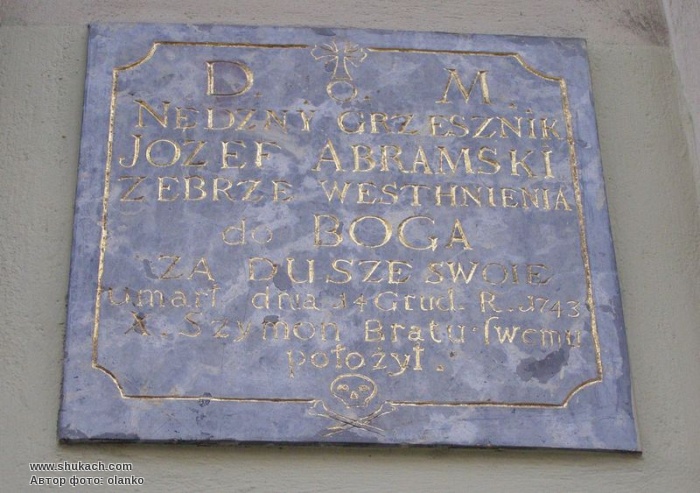 D. O. M.
NEDZNY GRZESZNIK
JOZEF ABRAMSKI
ZEBRZE WESTHNIENIA
do BOGA
ZA DUSZE SWOIE
Umarł dnia 14 Grud. R. 1743
X. Szymon Bratu ſwemu
położył.
www.shukach.com
Автор фото: olanko